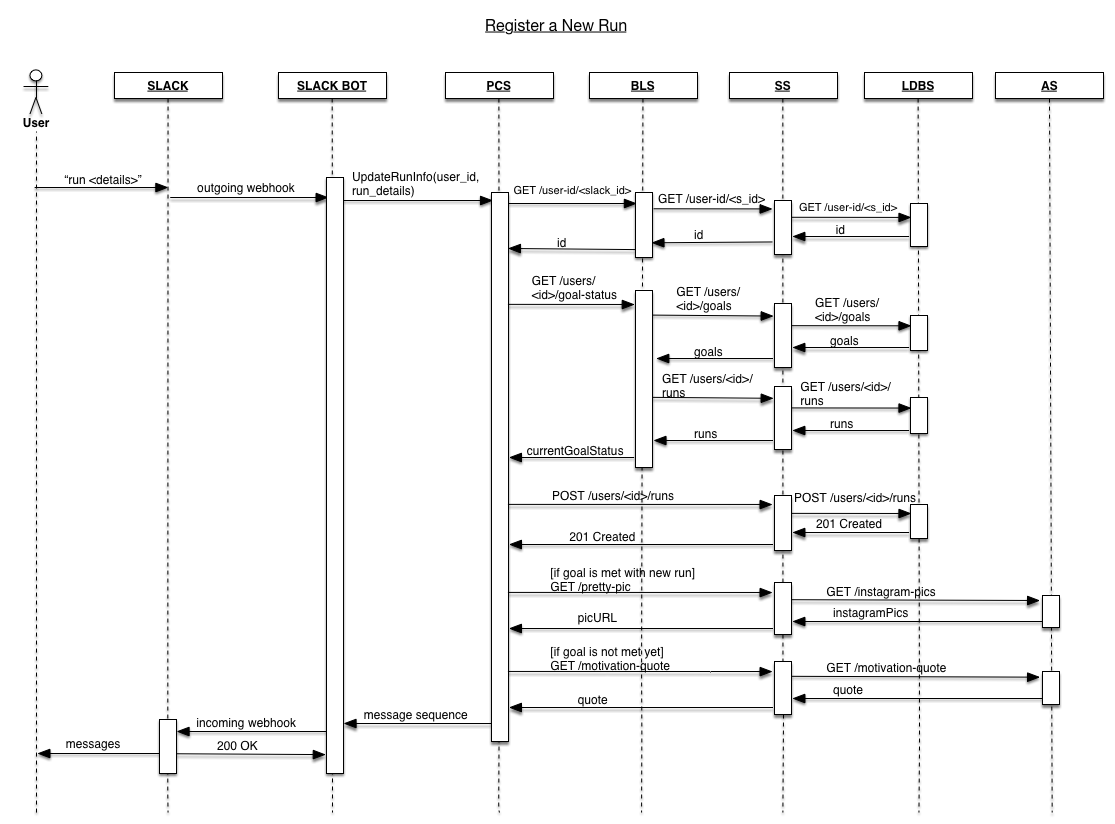 Register a New Run
SLACK
SLACK BOT
PCS
BLS
SS
LDBS
AS
User
“run <details>”
outgoing webhook
UpdateRunInfo(user_id,
run_details)
GET /user-id/<slack_id>
GET /user-id/<s_id>
GET /user-id/<s_id>
id
id
id
GET /users/
<id>/goal-status
GET /users/
<id>/goals
GET /users/
<id>/goals
goals
goals
GET /users/<id>/
runs
GET /users/<id>/
runs
runs
runs
currentGoalStatus
POST /users/<id>/runs
POST /users/<id>/runs
201 Created
201 Created
[if goal is met with new run]
GET /pretty-pic
GET /instagram-pics
picURL
instagramPics
[if goal is not met yet]
GET /motivation-quote
GET /motivation-quote
quote
quote
message sequence
incoming webhook
messages
200 OK